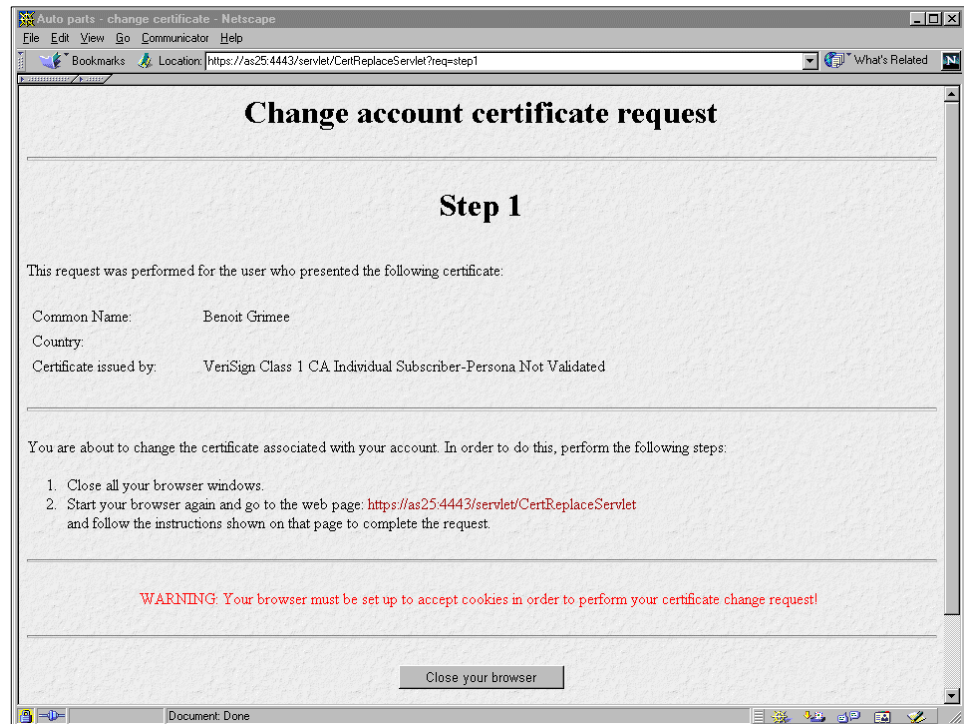 Auto parts - change certificate - Netscape
File Edit View Go Communicator Help
Bookmarks Location: https://as25:4443/servlet/CertReplaceServlet?req=step1 What's Related N
Change account certificate request
Step 1
This request was performed for the user who presented the following certificate:
Common Name: Benoit Grimee
Country:
Certificate issued by: VeriSign Class 1 CA Individual Subscriber-Persona Not Validated
You are about to change the certificate associated with your account. In order to do this, perform the following steps:
1. Close all your browser windows.
2. Start your browser again and go to the web page: https://as25:4443/servlet/CertReplaceServlet
and follow the instructions shown on that page to complete the request.
WARNING: Your browser must be set up to accept cookies in order to perform your certificate change request!
Close your browser
Document: Done